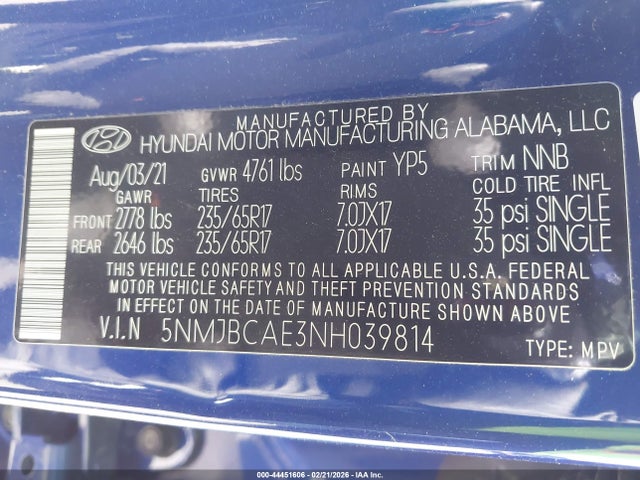 MANUFACTURED BY
HYUNDAI MOTOR MANUFACTURING ALABAMA, LLC
Aug/03/21 GVWR 4761 lbs PAINT YP5 TRIM NNB
GAWR TIRES RIMS COLD TIRE INFL
FRONT 2778 lbs 235/65R17 7.0JX17 35 psi SINGLE
REAR 2646 lbs 235/65R17 7.0JX17 35 psi SINGLE
THIS VEHICLE CONFORMS TO ALL APPLICABLE U.S.A. FEDERAL
MOTOR VEHICLE SAFETY AND THEFT PREVENTION STANDARDS
IN EFFECT ON THE DATE OF MANUFACTURE SHOWN ABOVE.
V.I.N 5NMJBCAE3NH039814
TYPE: MPV
000-44451606 - 02/21/2026 - IAA Inc.